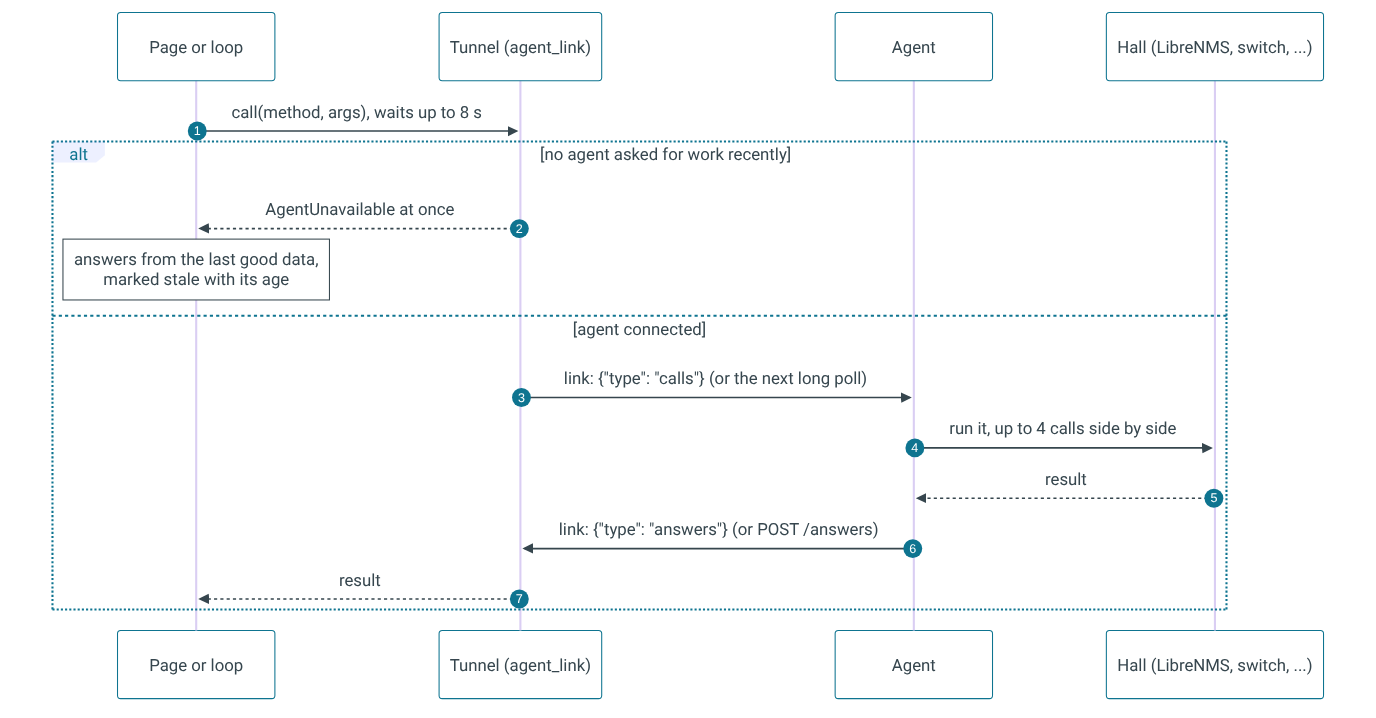 Page or loop
Tunnel (agent_link)
Agent
Hall (LibreNMS, switch, ...)
call(method, args), waits up to 8 s
1
alt
[no agent asked for work recently]
AgentUnavailable at once
2
answers from the last good data,
marked stale with its age
[agent connected]
link: {"type": "calls"} (or the next long poll)
3
run it, up to 4 calls side by side
4
result
5
link: {"type": "answers"} (or POST /answers)
6
result
7
Page or loop
Tunnel (agent_link)
Agent
Hall (LibreNMS, switch, ...)